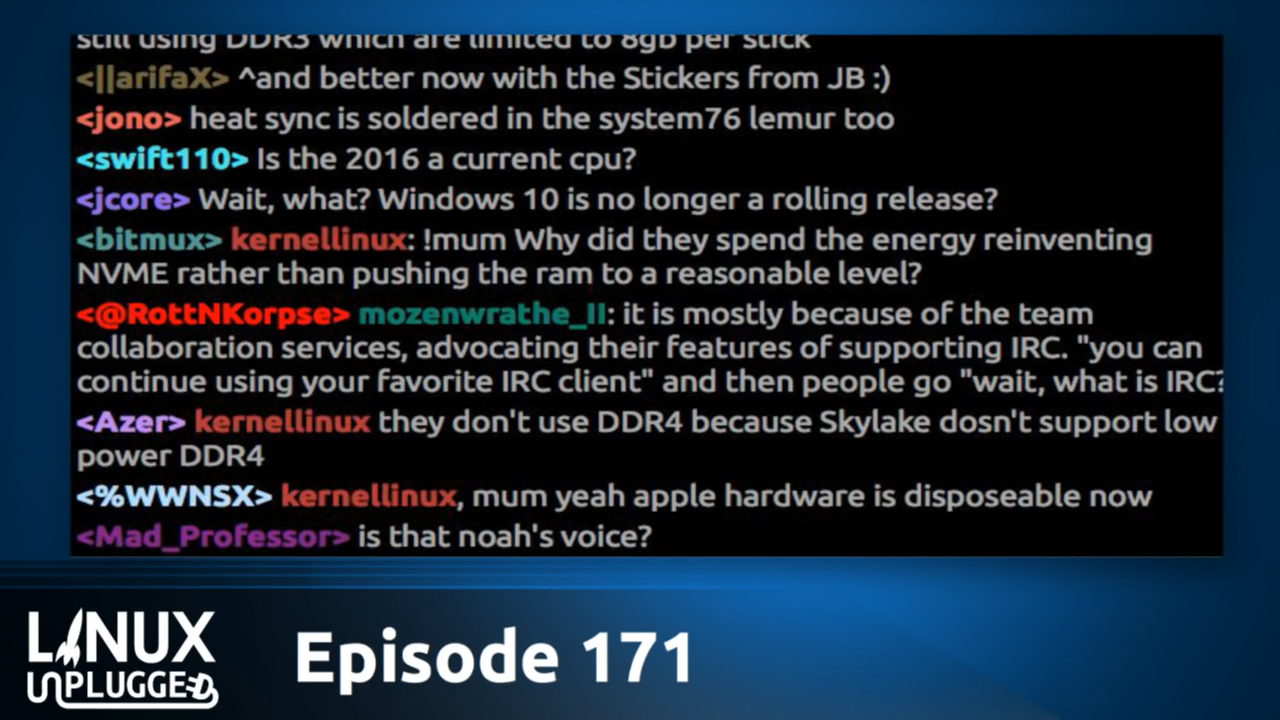 still using DDR3 which are limited to 8gb per stick
<||arifaX> ^and better now with the Stickers from JB :)
<jono> heat sync is soldered in the system76 lemur too
<swift110> Is the 2016 a current cpu?
<jcore> Wait, what? Windows 10 is no longer a rolling release?
<bitmux> kernellinux: !mum Why did they spend the energy reinventing
NVME rather than pushing the ram to a reasonable level?
<@RottNKorpse> mozenwrathe_II: it is mostly because of the team
collaboration services, advocating their features of supporting IRC. "you can
continue using your favorite IRC client" and then people go "wait, what is IRC?
<Azer> kernellinux they don't use DDR4 because Skylake dosn't support low
power DDR4
<%WWNSX> kernellinux, mum yeah apple hardware is disposeable now
<Mad_Professor> is that noah's voice?
LINUX
UNPLUGGED
Episode 171